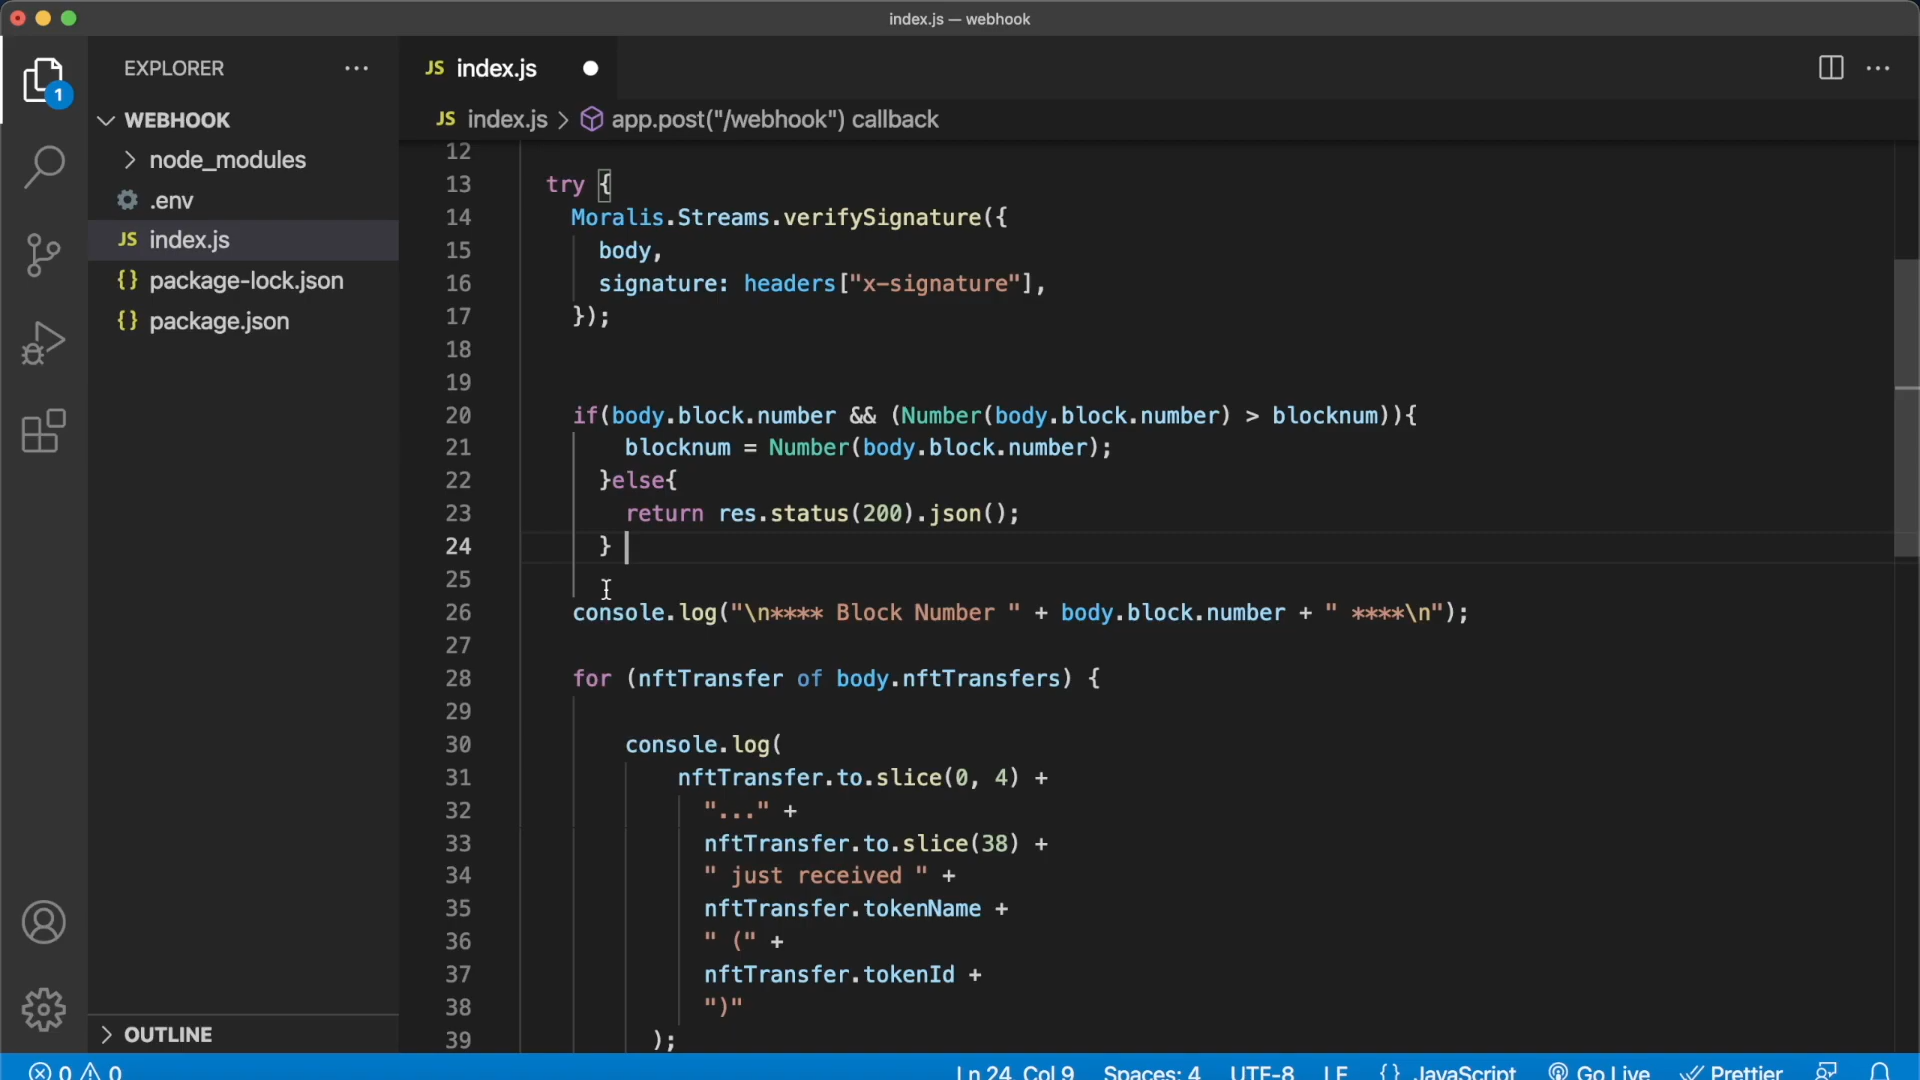 index.js — webhook
EXPLORER
JS index.js
WEBHOOK
JS index.js > app.post("/webhook") callback
node_modules
.env
JS index.js
{} package-lock.json
{} package.json
1
12
13 try {
14 Moralis.Streams.verifySignature({
15 body,
16 signature: headers["x-signature"],
17 });
18
19
20 if(body.block.number && (Number(body.block.number) > blocknum)){
21 blocknum = Number(body.block.number);
22 }else{
23 return res.status(200).json();
24 }
25
26 console.log("\n**** Block Number " + body.block.number + " ****\n");
27
28 for (nftTransfer of body.nftTransfers) {
29
30 console.log(
31 nftTransfer.to.slice(0, 4) +
32 "..." +
33 nftTransfer.to.slice(38) +
34 " just received " +
35 nftTransfer.tokenName +
36 " (" +
37 nftTransfer.tokenId +
38 ")"
39 );
OUTLINE
0 0 Ln 24, Col 9 Spaces: 4 UTF-8 LF {} JavaScript Go Live Prettier